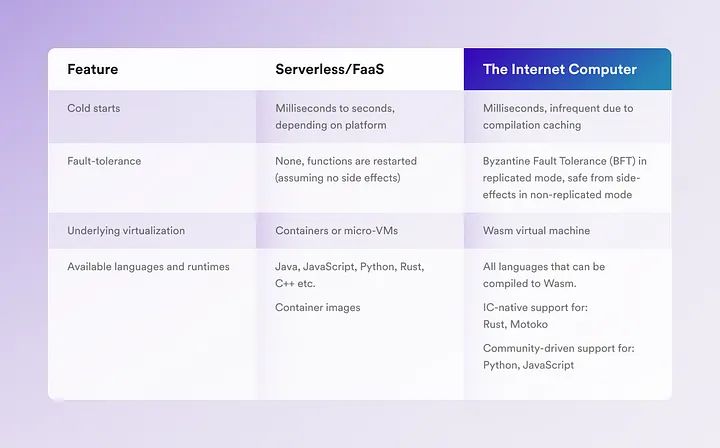 Feature
Serverless/FaaS
The Internet Computer
Cold starts
Milliseconds to seconds,
depending on platform
Milliseconds, infrequent due to
compilation caching
Fault-tolerance
None, functions are restarted
(assuming no side effects)
Byzantine Fault Tolerance (BFT) in
replicated mode, safe from side-
effects in non-replicated mode
Underlying virtualization
Containers or micro-VMs
Wasm virtual machine
Available languages and runtimes
Java, JavaScript, Python, Rust,
C++ etc.
Container images
All languages that can be
compiled to Wasm.
IC-native support for:
Rust, Motoko
Community-driven support for:
Python, JavaScript